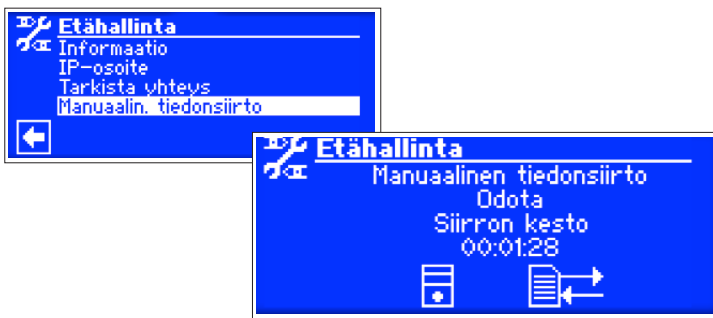 Etähallinta
Informaatio
IP-osoite
Tarkista yhteys
Manuaalin. tiedonsiirto
Etähallinta
Manuaalinen tiedonsiirto
Odota
Siirron kesto
00:01:28